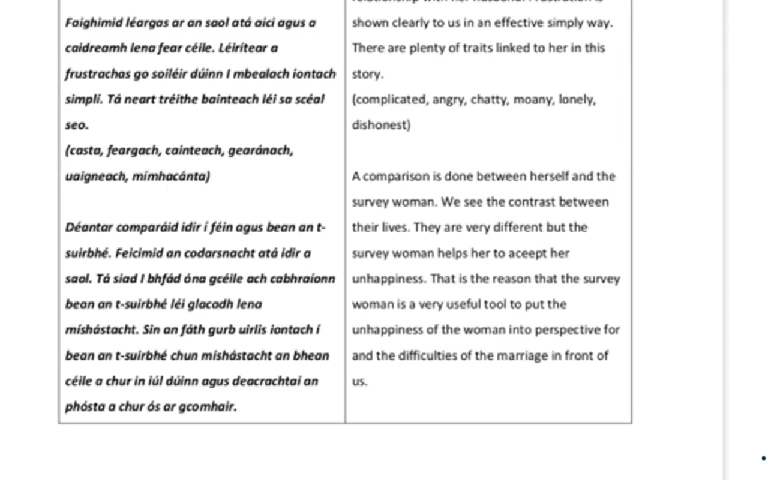 Faighimid léargas ar an saol atá aici agus a
caidreamh lena fear céile. Léirítear a
frustrachas go soiléir dúinn I mbealach iontach
simplí. Tá neart tréithe bainteach léi sa scéal
seo.
(casta, feargach, cainteach, gearánach,
uaigneach, mímhacánta)
Déantar comparáid idir í féin agus bean an t-
suirbhé. Feicimid an codarsnacht atá idir a
saol. Tá siad I bhfad óna gcéile ach cabhraíonn
bean an t-suirbhé léi glacadh lena
míshástacht. Sin an fáth gurb uirlis iontach í
bean an t-suirbhé chun míshástacht an bhean
céile a chur in iúl dúinn agus deacrachtaí an
phósta a chur ós ar gcomhair.
shown clearly to us in an effective simply way.
There are plenty of traits linked to her in this
story.
(complicated, angry, chatty, moany, lonely,
dishonest)
A comparison is done between herself and the
survey woman. We see the contrast between
their lives. They are very different but the
survey woman helps her to aceept her
unhappiness. That is the reason that the survey
woman is a very useful tool to put the
unhappiness of the woman into perspective for
and the difficulties of the marriage in front of
us.